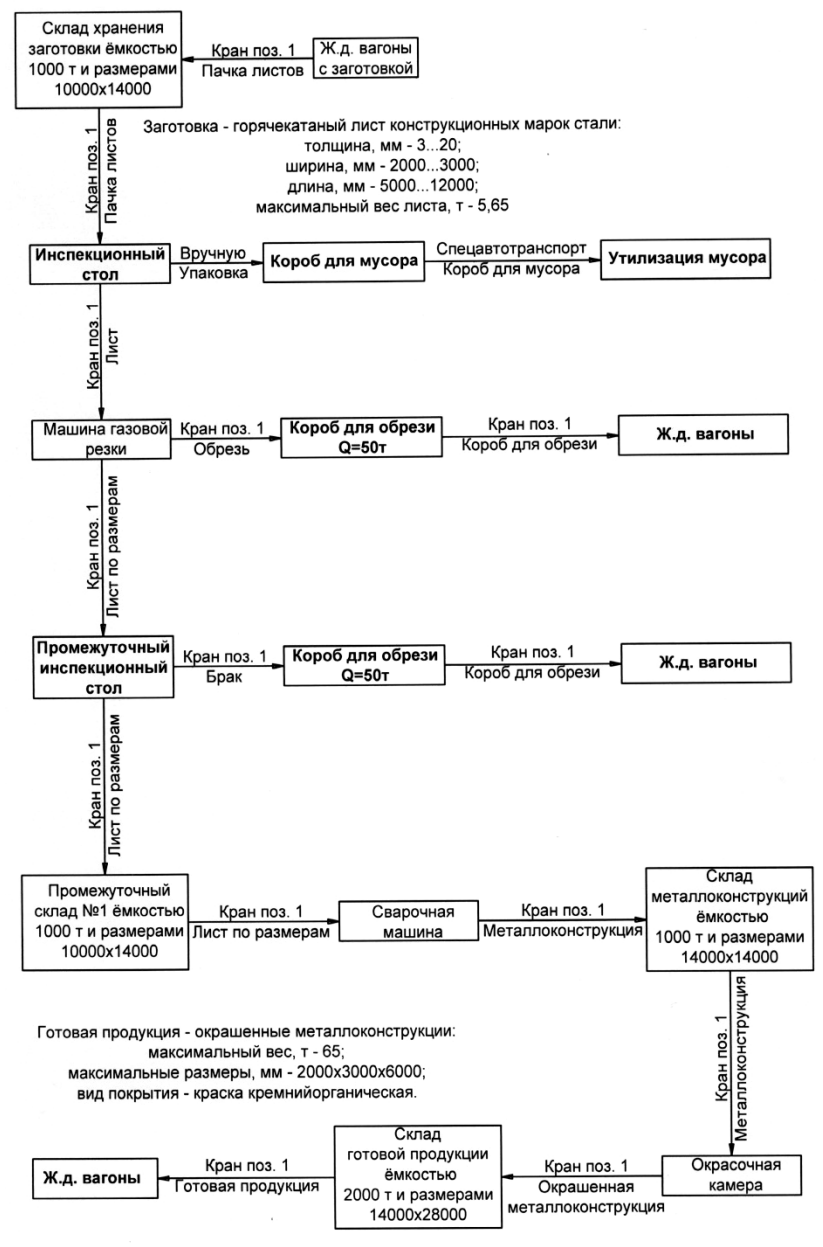 Склад хранения
заготовки ёмкостью
1000 т и размерами
10000х14000
Кран поз. 1
Пачка листов
Ж.д. вагоны
с заготовкой
Кран поз. 1
Пачка листов
Заготовка - горячекатаный лист конструкционных марок стали:
толщина, мм - 3...20;
ширина, мм - 2000...3000;
длина, мм - 5000...12000;
максимальный вес листа, т - 5,65
Инспекционный
стол
Вручную
Упаковка
Короб для мусора
Спецавтотранспорт
Короб для мусора
Утилизация мусора
Кран поз. 1
Лист
Машина газовой
резки
Кран поз. 1
Обрезь
Короб для обрези
Q=50т
Кран поз. 1
Короб для обрези
Ж.д. вагоны
Кран поз. 1
Лист по размерам
Промежуточный
инспекционный
стол
Кран поз. 1
Брак
Короб для обрези
Q=50т
Кран поз. 1
Короб для обрези
Ж.д. вагоны
Кран поз. 1
Лист по размерам
Промежуточный
склад №1 ёмкостью
1000 т и размерами
10000х14000
Кран поз. 1
Лист по размерам
Сварочная
машина
Кран поз. 1
Металлоконструкция
Склад
металлоконструкций
ёмкостью
1000 т и размерами
14000х14000
Кран поз. 1
Металлоконструкция
Готовая продукция - окрашенные металлоконструкции:
максимальный вес, т - 65;
максимальные размеры, мм - 2000х3000х6000;
вид покрытия - краска кремнийорганическая.
Окрасочная
камера
Кран поз. 1
Окрашенная
металлоконструкция
Склад
готовой продукции
ёмкостью
2000 т и размерами
14000х28000
Кран поз. 1
Готовая продукция
Ж.д. вагоны